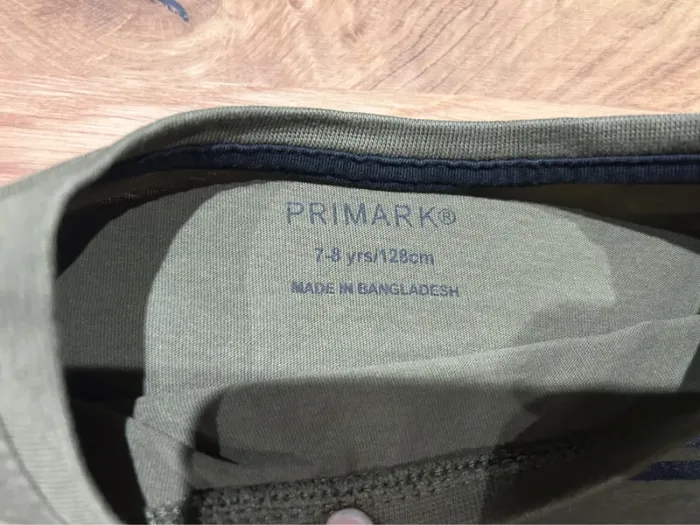 PRIMARK®
7-8 yrs/128cm
MADE IN BANGLADESH